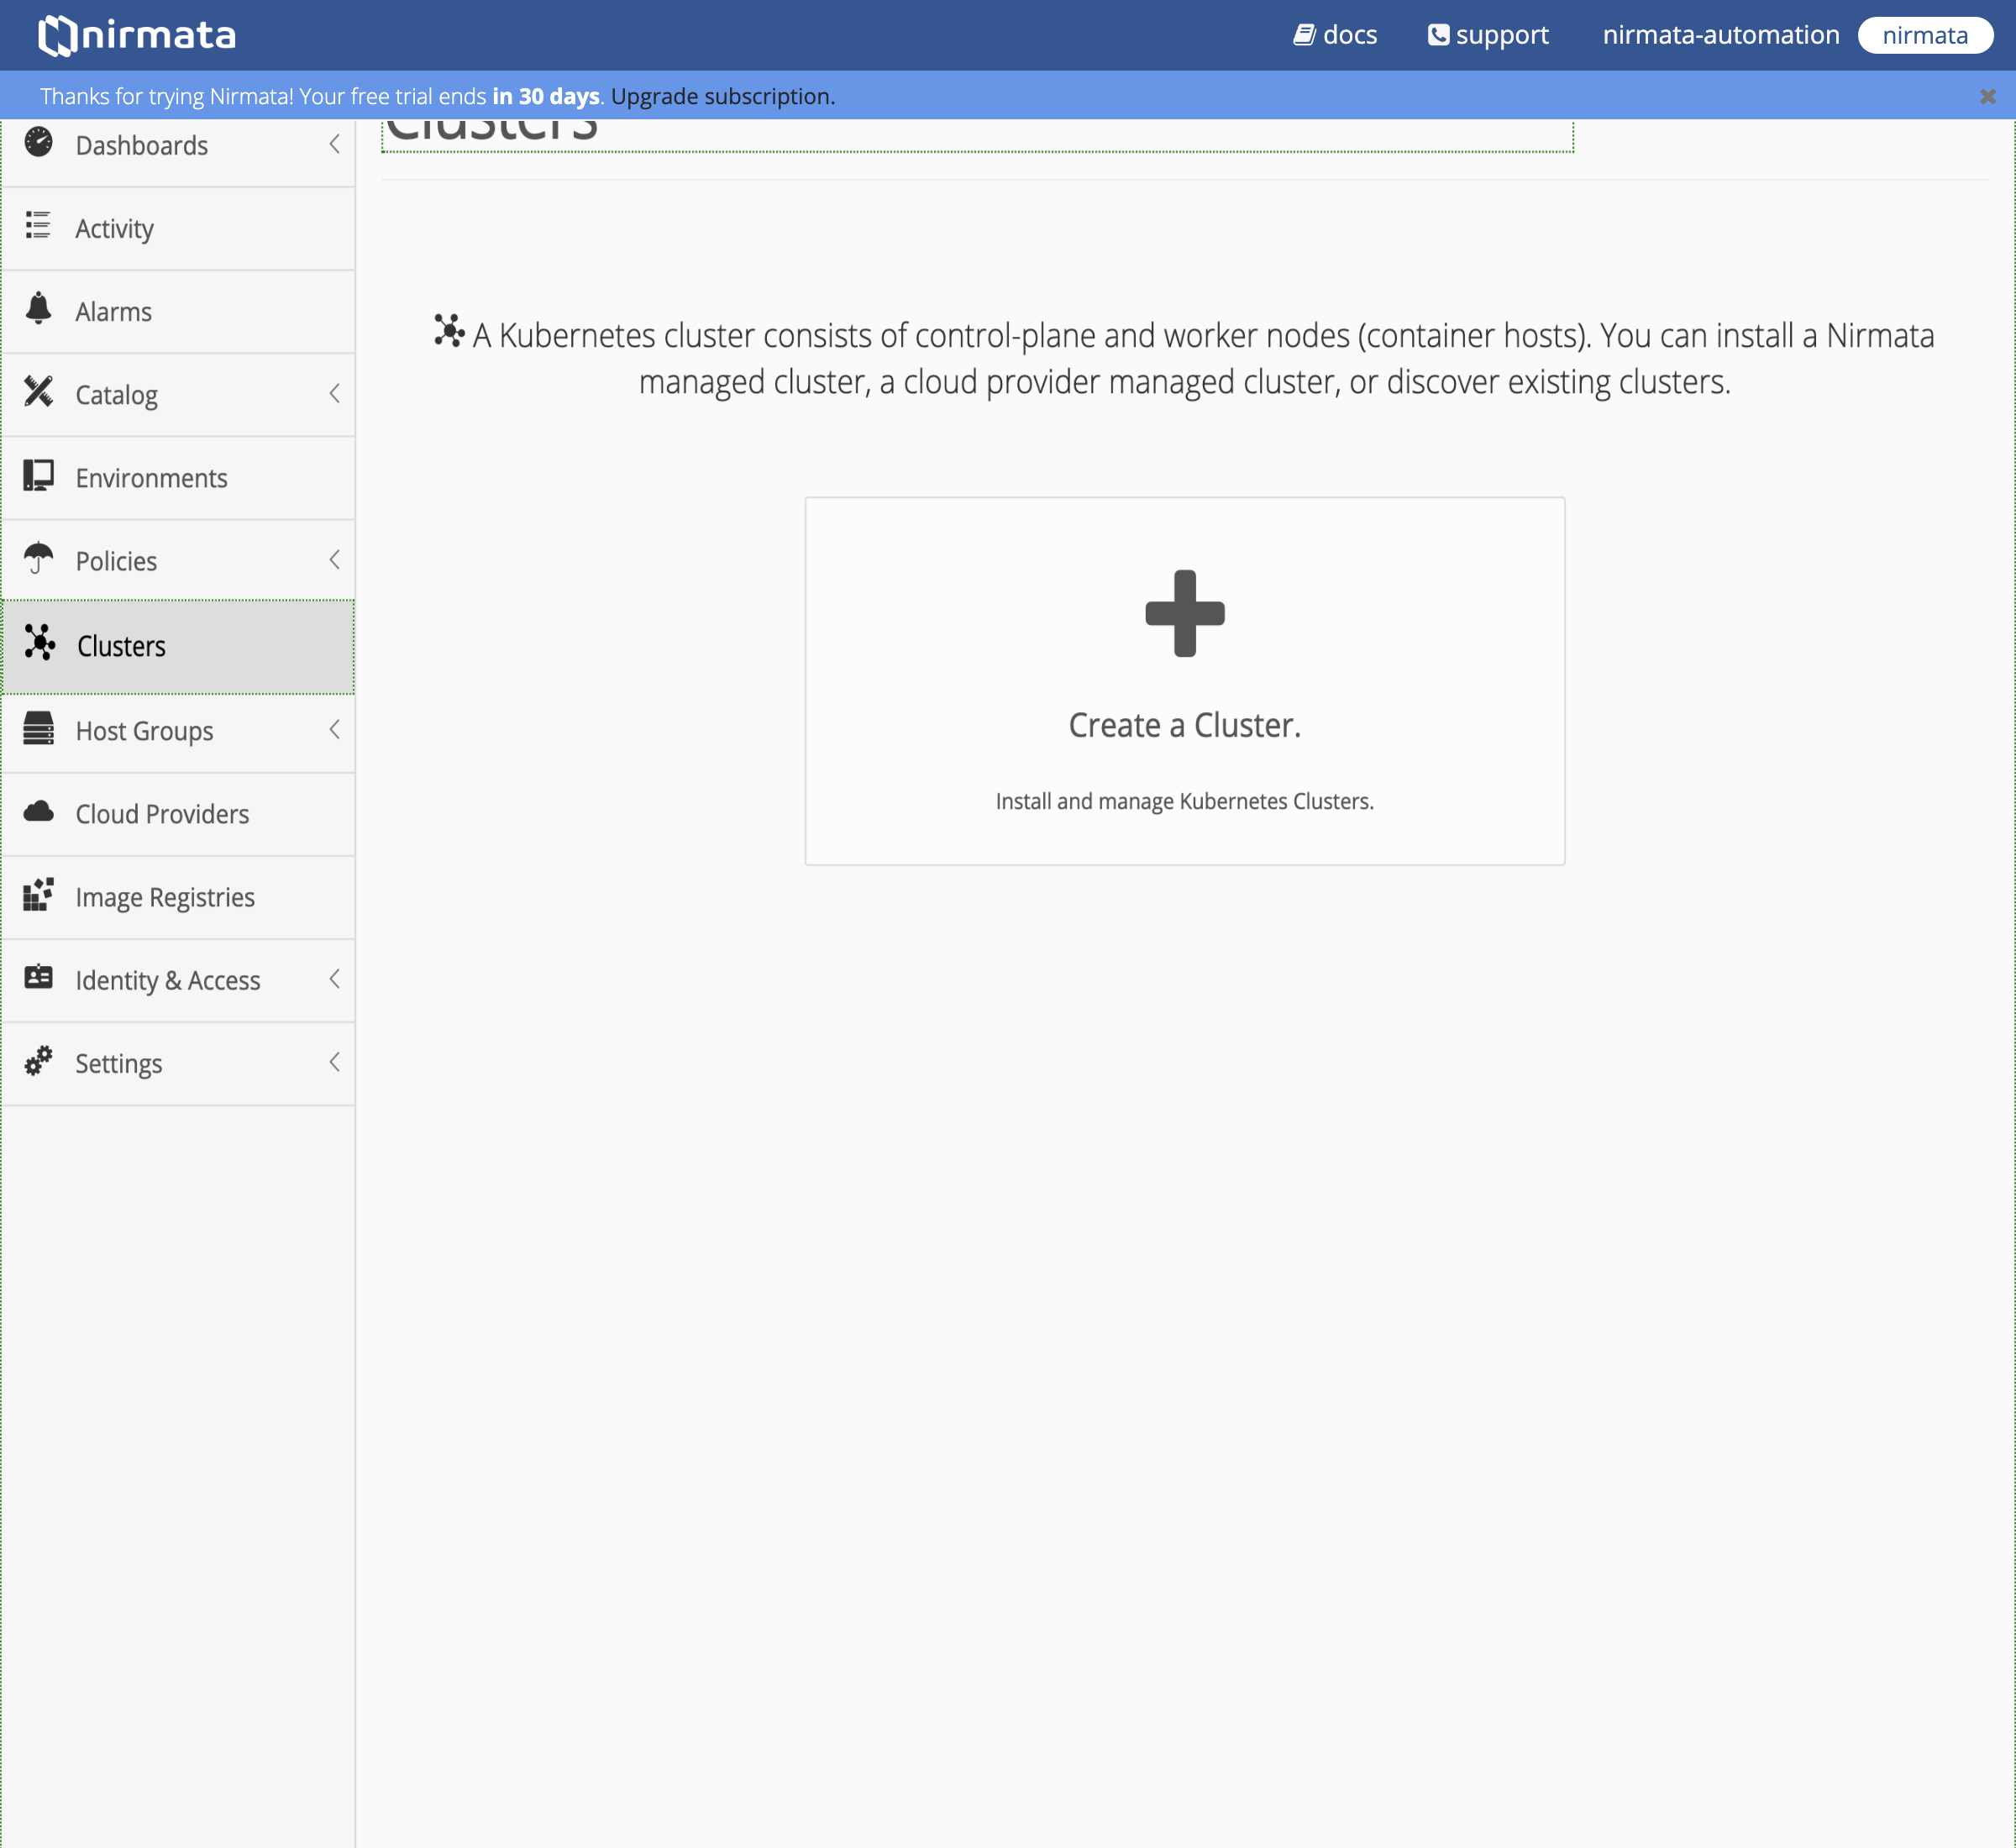 nirmata
docs
support
nirmata-automation
nirmata
Thanks for trying Nirmata! Your free trial ends in 30 days. Upgrade subscription.
Clusters
Dashboards
Activity
Alarms
Catalog
Environments
Policies
Clusters
Host Groups
Cloud Providers
Image Registries
Identity & Access
Settings
A Kubernetes cluster consists of control-plane and worker nodes (container hosts). You can install a Nirmata
managed cluster, a cloud provider managed cluster, or discover existing clusters.
Create a Cluster.
Install and manage Kubernetes Clusters.